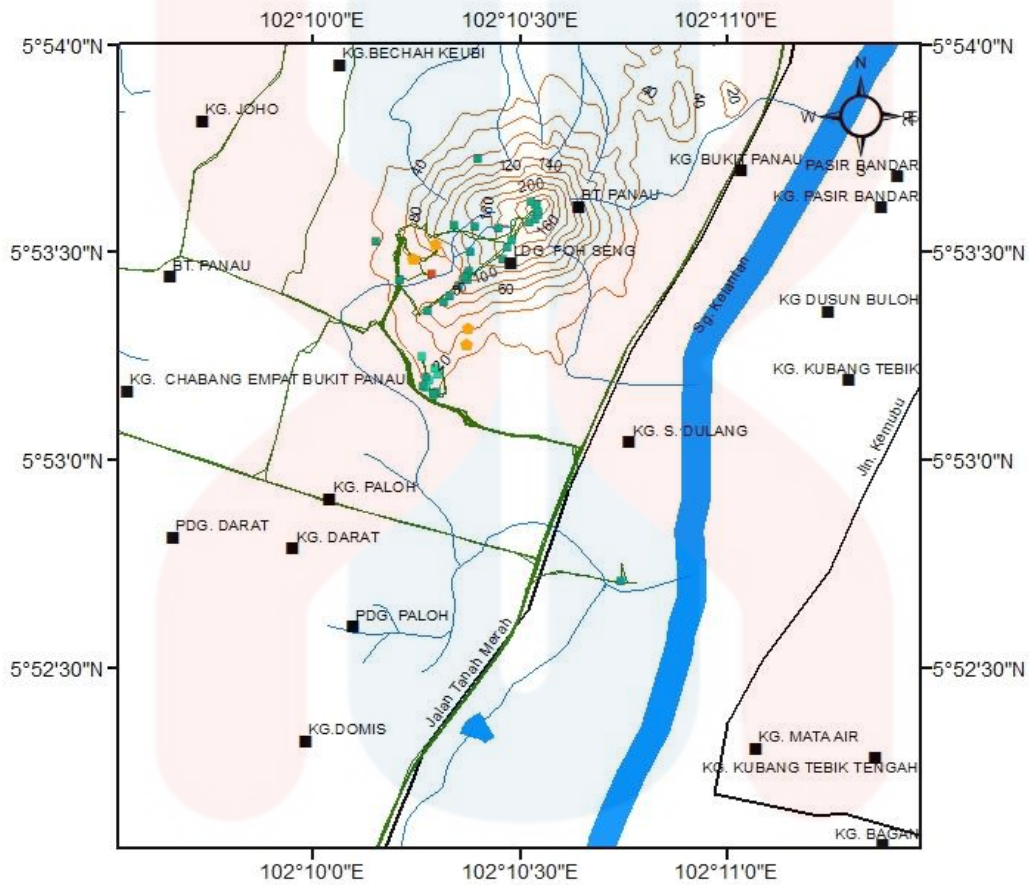 102°10'0"E
102°10'30"E
102°11'0"E
5°54'0"N
5°54'0"N
KG.BECHAH KEUBI
N
40
20
KG. JOHO
W
S
40
120
140
KG. BUKIT PANAU
PASIR BANDAR
200
BT. PANAU
KG. PASIR BANDAR
80
160
160
5°53'30"N
5°53'30"N
LDG. FOH SENG
BT. PANAU
100
60
KG DUSUN BULOH
Sg. Kelantan
20
KG. CHABANG EMPAT BUKIT PANAU
KG. KUBANG TEBIK
KG. S. DULANG
Jln. Kemubu
5°53'0"N
5°53'0"N
KG. PALOH
PDG. DARAT
KG. DARAT
PDG. PALOH
5°52'30"N
5°52'30"N
Jalan Tanah Merah
KG.DOMIS
KG. MATA AIR
KG. KUBANG TEBIK TENGAH
KG. BAGAN
102°10'0"E
102°10'30"E
102°11'0"E